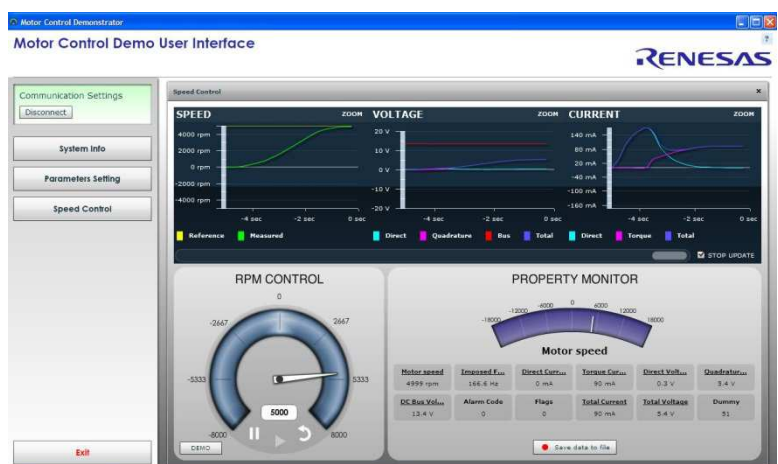 Motor Control Demonstrator
Motor Control Demo User Interface
RENESAS
Communication Settings
Disconnect
System Info
Parameters Setting
Speed Control
Exit
Speed Control
SPEED ZOOM
4000 rpm
2000 rpm
0 rpm
-2000 rpm
-4000 rpm
-4 sec -2 sec 0 sec
Reference Measured
VOLTAGE ZOOM
20 V
10 V
0 V
-10 V
-20 V
-4 sec -2 sec 0 sec
Direct Quadrature Bus Total
CURRENT ZOOM
140 mA
80 mA
20 mA
-40 mA
-100 mA
-160 mA
-4 sec -2 sec 0 sec
Direct Torque Total
STOP UPDATE
RPM CONTROL
0
-2667 2667
-5333 5333
5000
-8000 8000
DEMO
PROPERTY MONITOR
-18000 -12000 -6000 0 6000 12000 18000
Motor speed
Motor speed Imposed F... Direct Curr... Torque Cur... Direct Volt... Quadratur...
4999 rpm 166.6 Hz 0 mA 90 mA 0.3 V 5.4 V
DC Bus Vol... Alarm Code Flags Total Current Total Voltage Dummy
13.4 V 0 0 90 mA 5.4 V 51
Save data to file